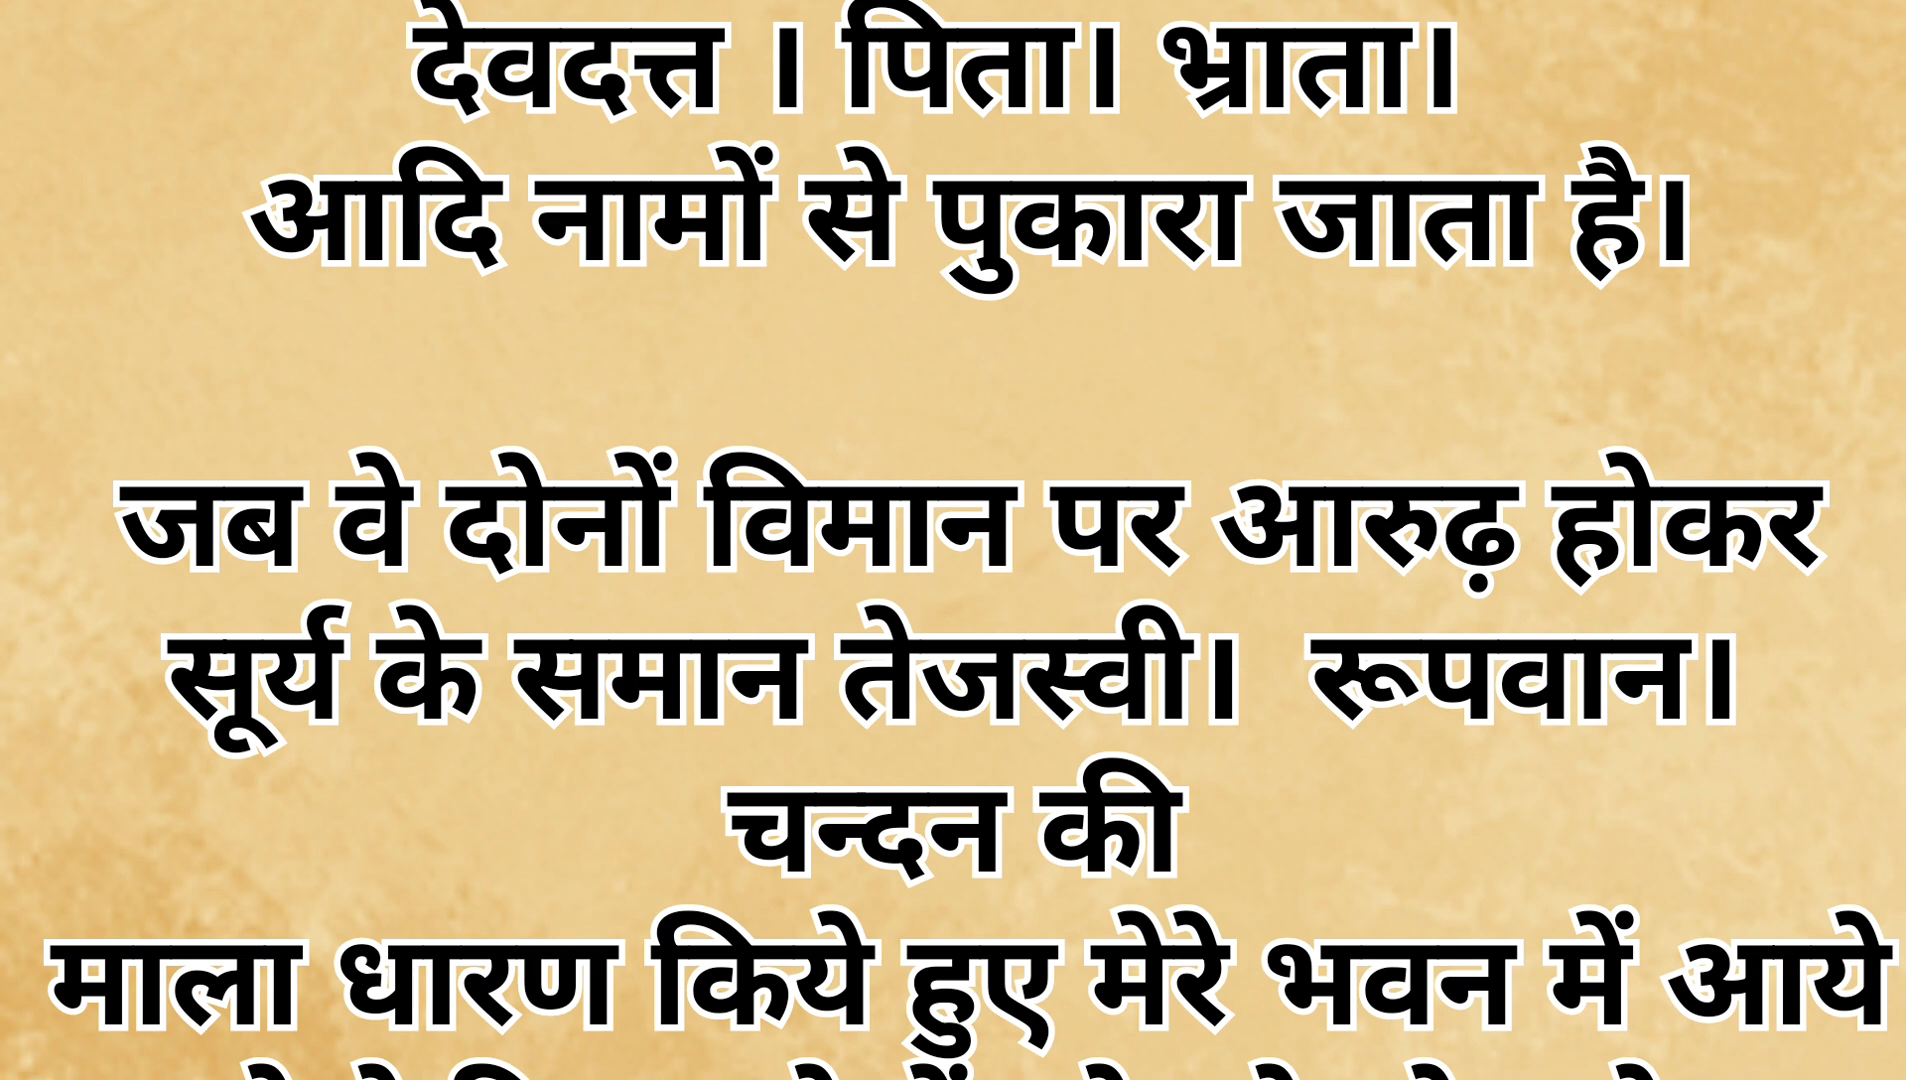 देवदत्त । पिता। भ्राता।
आदि नामों से पुकारा जाता है।
जब वे दोनों विमान पर आरुढ़ होकर
सूर्य के समान तेजस्वी। रूपवान।
चन्दन की
माला धारण किये हुए मेरे भवन में आये